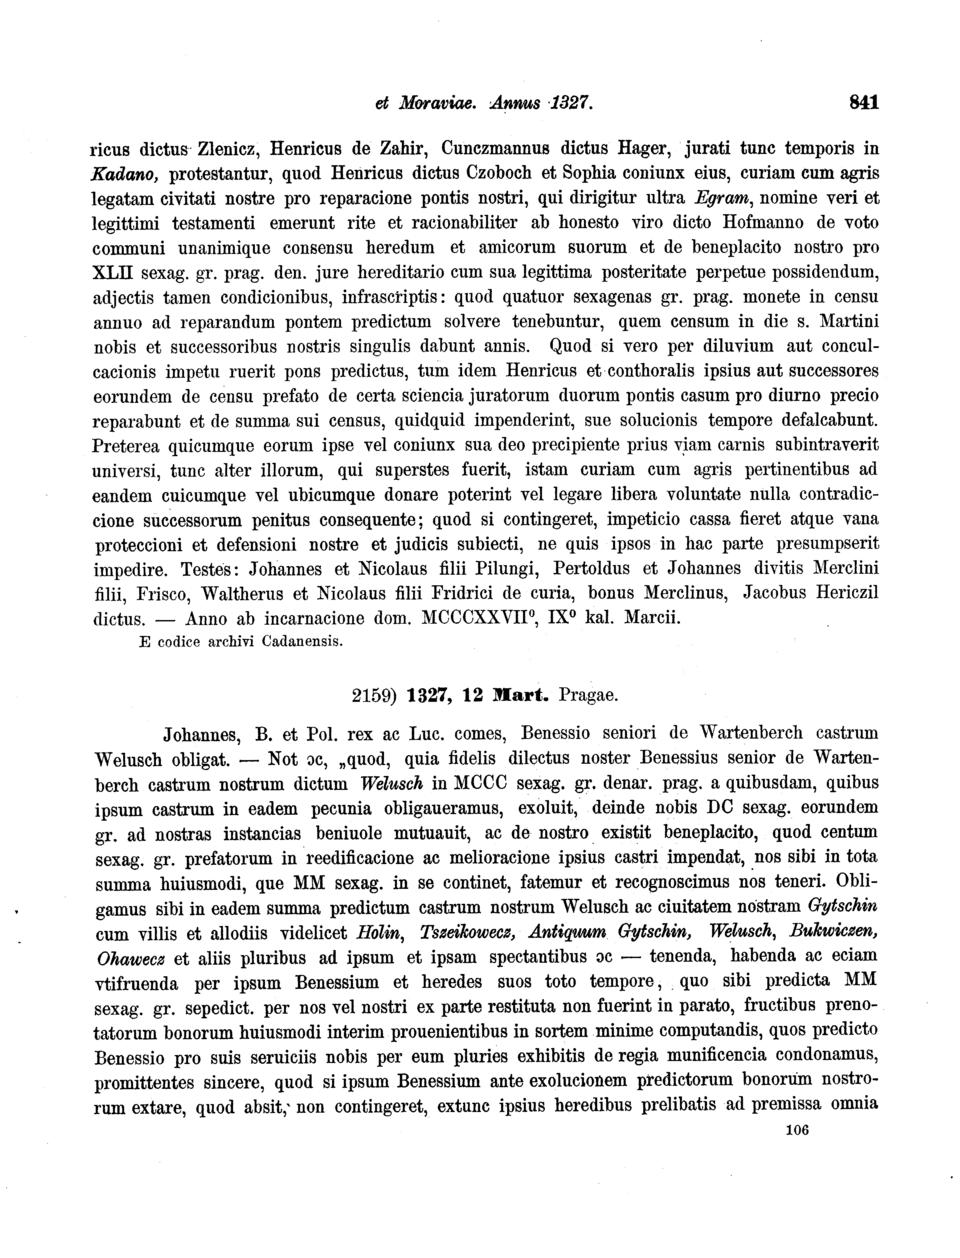 et Moraviae. Annus 1327. 841
ricus dictus Zlenicz, Henricus de Zahir, Cunczmannus dictus Hager, jurati tunc temporis in
Kadano, protestantur, quod Henricus dictus Czoboch et Sophia coniunx eius, curiam cum agris
legatam civitati nostre pro reparacione pontis nostri, qui dirigitur ultra Egram, nomine veri et
legittimi testamenti emerunt rite et racionabiliter ab honesto viro dicto Hofmanno de voto
communi unanimique consensu heredum et amicorum suorum et de beneplacito nostro pro
XLII sexag. gr. prag. den. jure hereditario cum sua legittima posteritate perpetue possidendum,
adjectis tamen condicionibus, infrascriptis: quod quatuor sexagenas gr. prag. monete in censu
annuo ad reparandum pontem predictum solvere tenebuntur, quem censum in die s. Martini
nobis et successoribus nostris singulis dabunt annis. Quod si vero per diluvium aut concul-
cacionis impetu ruerit pons predictus, tum idem Henricus et conthoralis ipsius aut successores
eorundem de censu prefato de certa sciencia juratorum duorum pontis casum pro diurno precio
reparabunt et de summa sui census, quidquid impenderint, sue solucionis tempore defalcabunt.
Preterea quicumque eorum ipse vel coniunx sua deo precipiente prius viam carnis subintraverit
universi, tunc alter illorum, qui superstes fuerit, istam curiam cum agris pertinentibus ad
eandem cuicumque vel ubicumque donare poterint vel legare libera voluntate nulla contradic-
cione successorum penitus consequente; quod si contingeret, impeticio cassa fieret atque vana
proteccioni et defensioni nostre et judicis subiecti, ne quis ipsos in hac parte presumpserit
impedire. Testes: Johannes et Nicolaus filii Pilungi, Pertoldus et Johannes divitis Merclini
filii, Frisco, Waltherus et Nicolaus filii Fridrici de curia, bonus Merclinus, Jacobus Hericzil
dictus. — Anno ab incarnacione dom. MCCCXXVII⁰, IX⁰ kal. Marcii.
E codice archivi Cadanensis.
2159) 1327, 12 Mart. Pragae.
Johannes, B. et Pol. rex ac Luc. comes, Benessio seniori de Wartenberch castrum
Welusch obligat. — Not ɔc, „quod, quia fidelis dilectus noster Benessius senior de Warten-
berch castrum nostrum dictum Welusch in MCCC sexag. gr. denar. prag. a quibusdam, quibus
ipsum castrum in eadem pecunia obligaueramus, exoluit, deinde nobis DC sexag. eorundem
gr. ad nostras instancias beniuole mutuauit, ac de nostro existit beneplacito, quod centum
sexag. gr. prefatorum in reedificacione ac melioracione ipsius castri impendat, nos sibi in tota
summa huiusmodi, que MM sexag. in se continet, fatemur et recognoscimus nos teneri. Obli-
gamus sibi in eadem summa predictum castrum nostrum Welusch ac ciuitatem nostram Gytschin
cum villis et allodiis videlicet Holin, Tszeikowecz, Antiquum Gytschin, Welusch, Bukwiczen,
Ohawecz et aliis pluribus ad ipsum et ipsam spectantibus ɔc — tenenda, habenda ac eciam
vtifruenda per ipsum Benessium et heredes suos toto tempore, quo sibi predicta MM
sexag. gr. sepedict. per nos vel nostri ex parte restituta non fuerint in parato, fructibus preno-
tatorum bonorum huiusmodi interim prouenientibus in sortem minime computandis, quos predicto
Benessio pro suis seruiciis nobis per eum pluries exhibitis de regia munificencia condonamus,
promittentes sincere, quod si ipsum Benessium ante exolucionem predictorum bonorum nostro-
rum extare, quod absit, non contingeret, extunc ipsius heredibus prelibatis ad premissa omnia
106